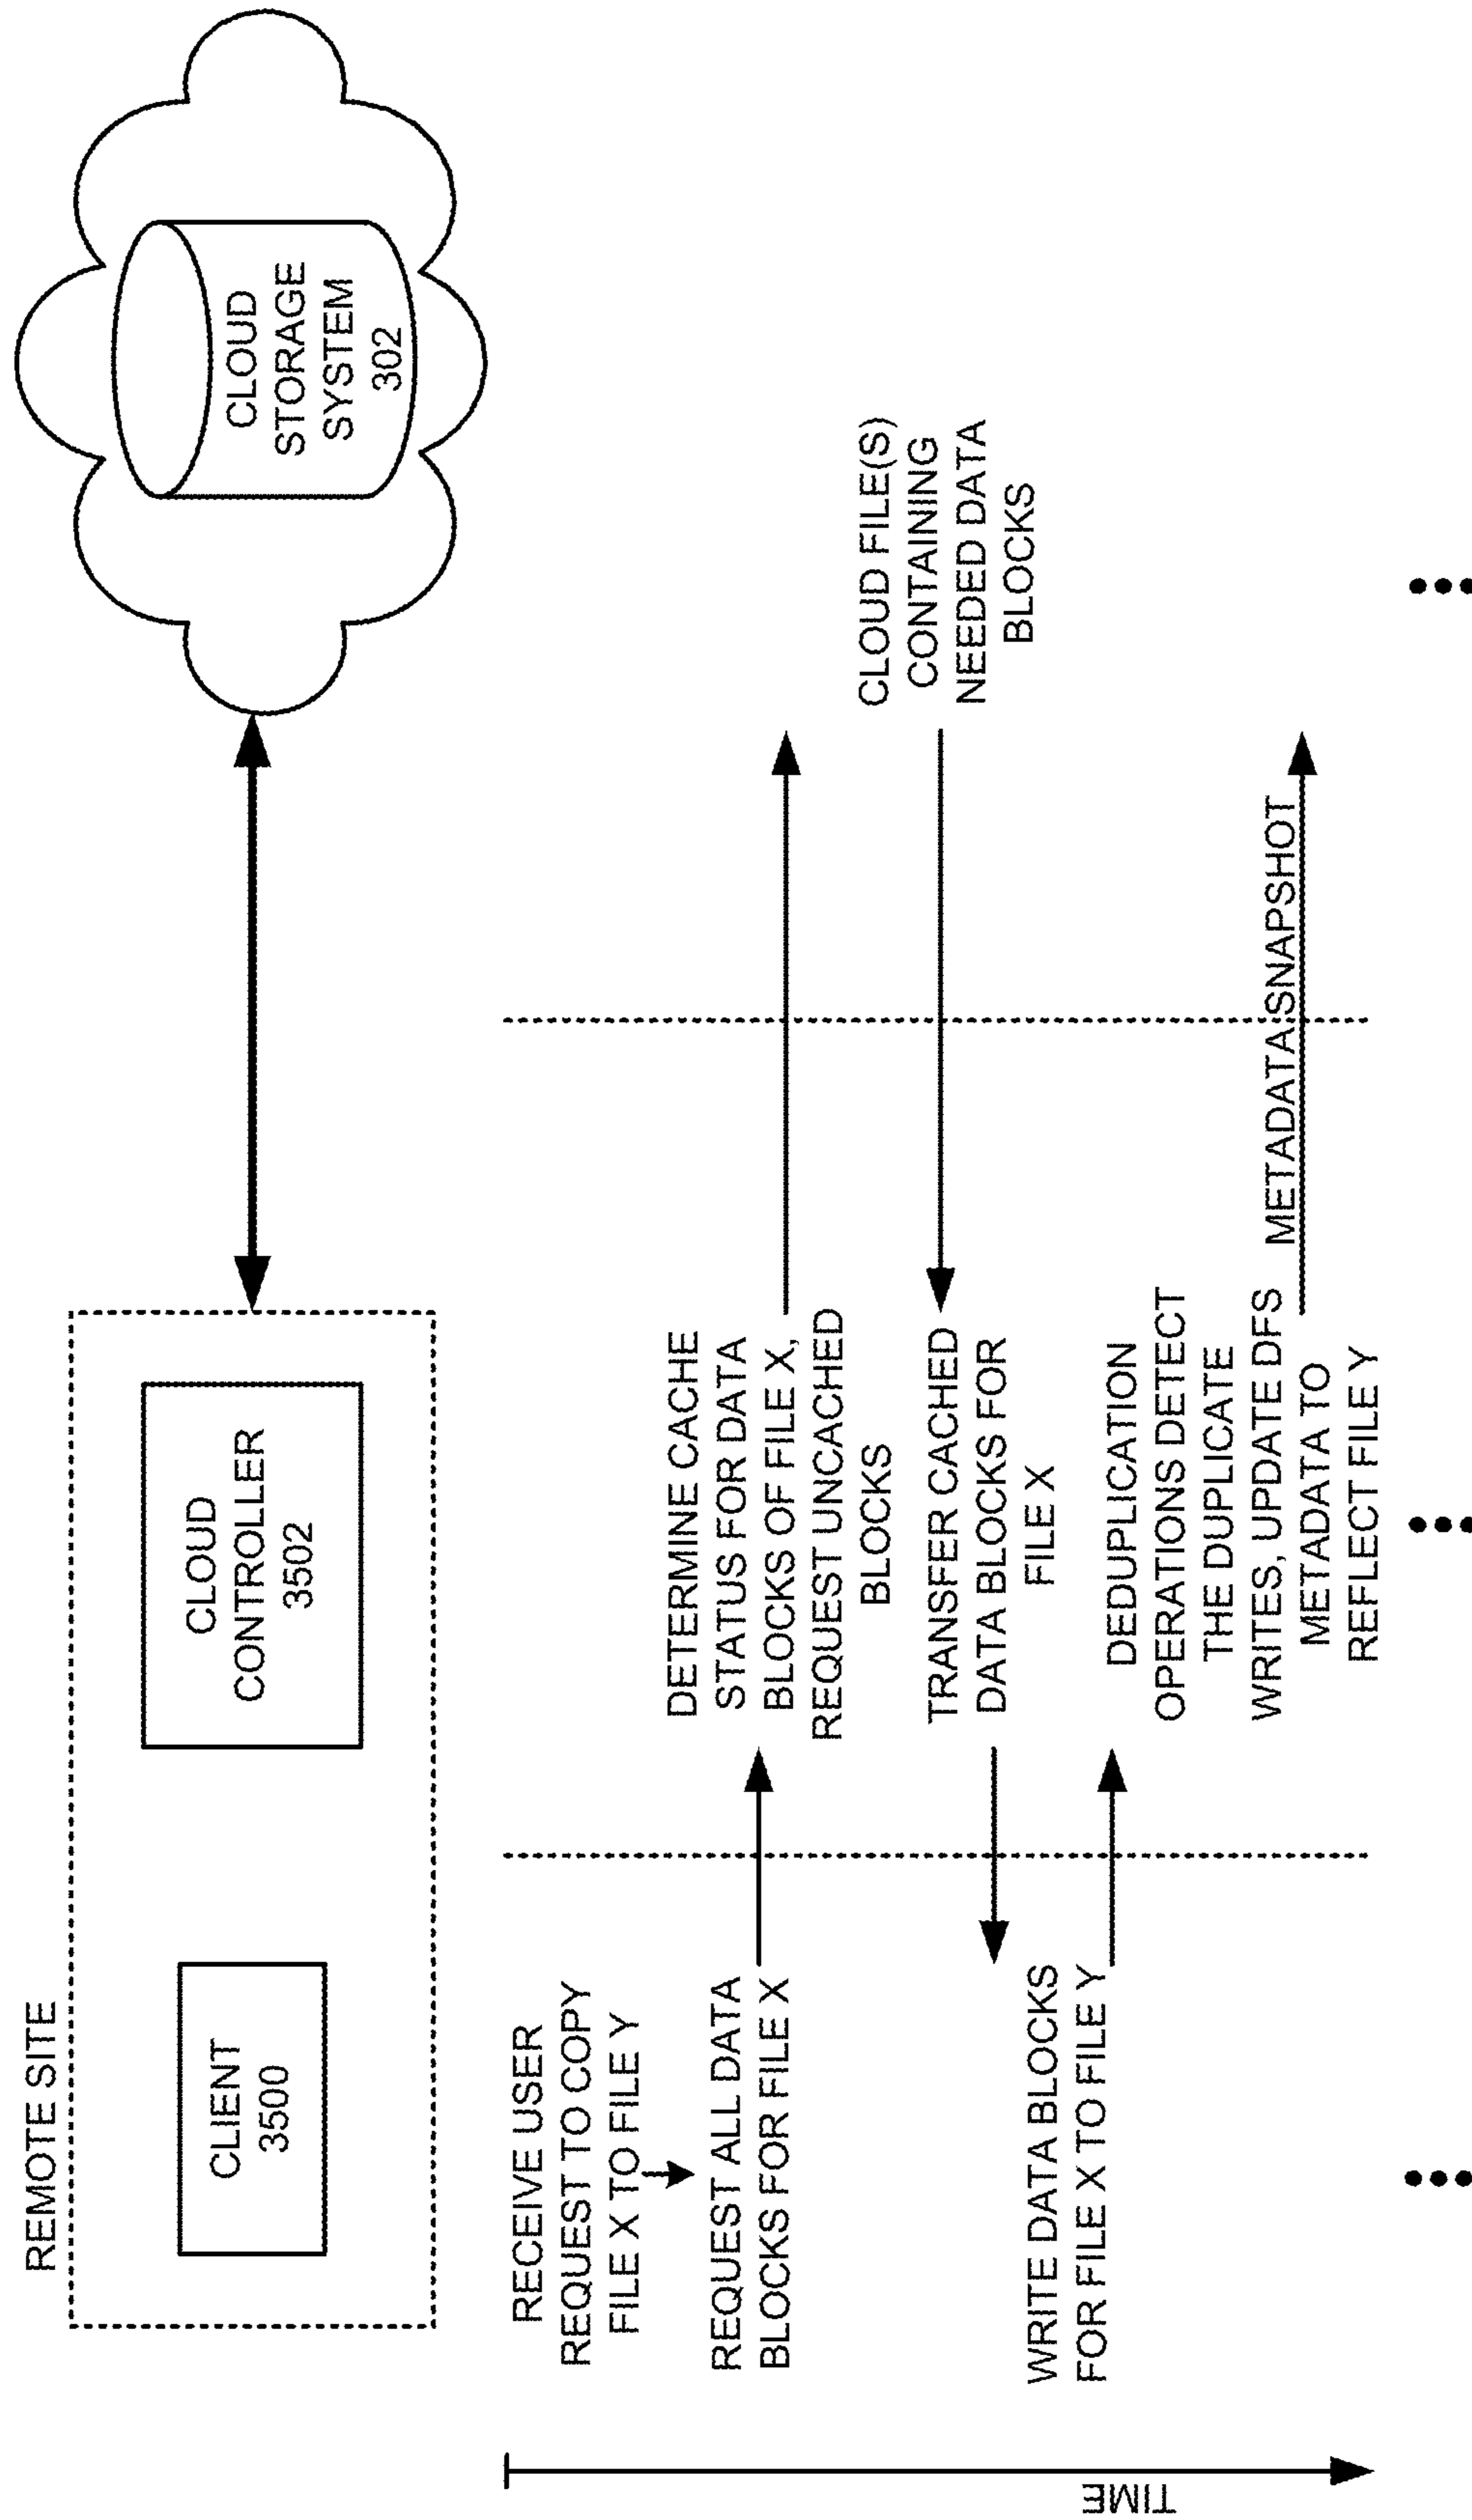 REMOTE SITE
CLIENT
3500
CLOUD
CONTROLLER
3502
CLOUD
STORAGE
SYSTEM
302
TIME
RECEIVE USER
REQUEST TO COPY
FILE X TO FILE Y
REQUEST ALL DATA
BLOCKS FOR FILE X
DETERMINE CACHE
STATUS FOR DATA
BLOCKS OF FILE X,
REQUEST UNCACHED
BLOCKS
CLOUD FILE(S)
CONTAINING
NEEDED DATA
BLOCKS
TRANSFER CACHED
DATA BLOCKS FOR
FILE X
WRITE DATA BLOCKS
FOR FILE X TO FILE Y
DEDUPLICATION
OPERATIONS DETECT
THE DUPLICATE
WRITES, UPDATE DFS
METADATA TO
REFLECT FILE Y
METADATA SNAPSHOT